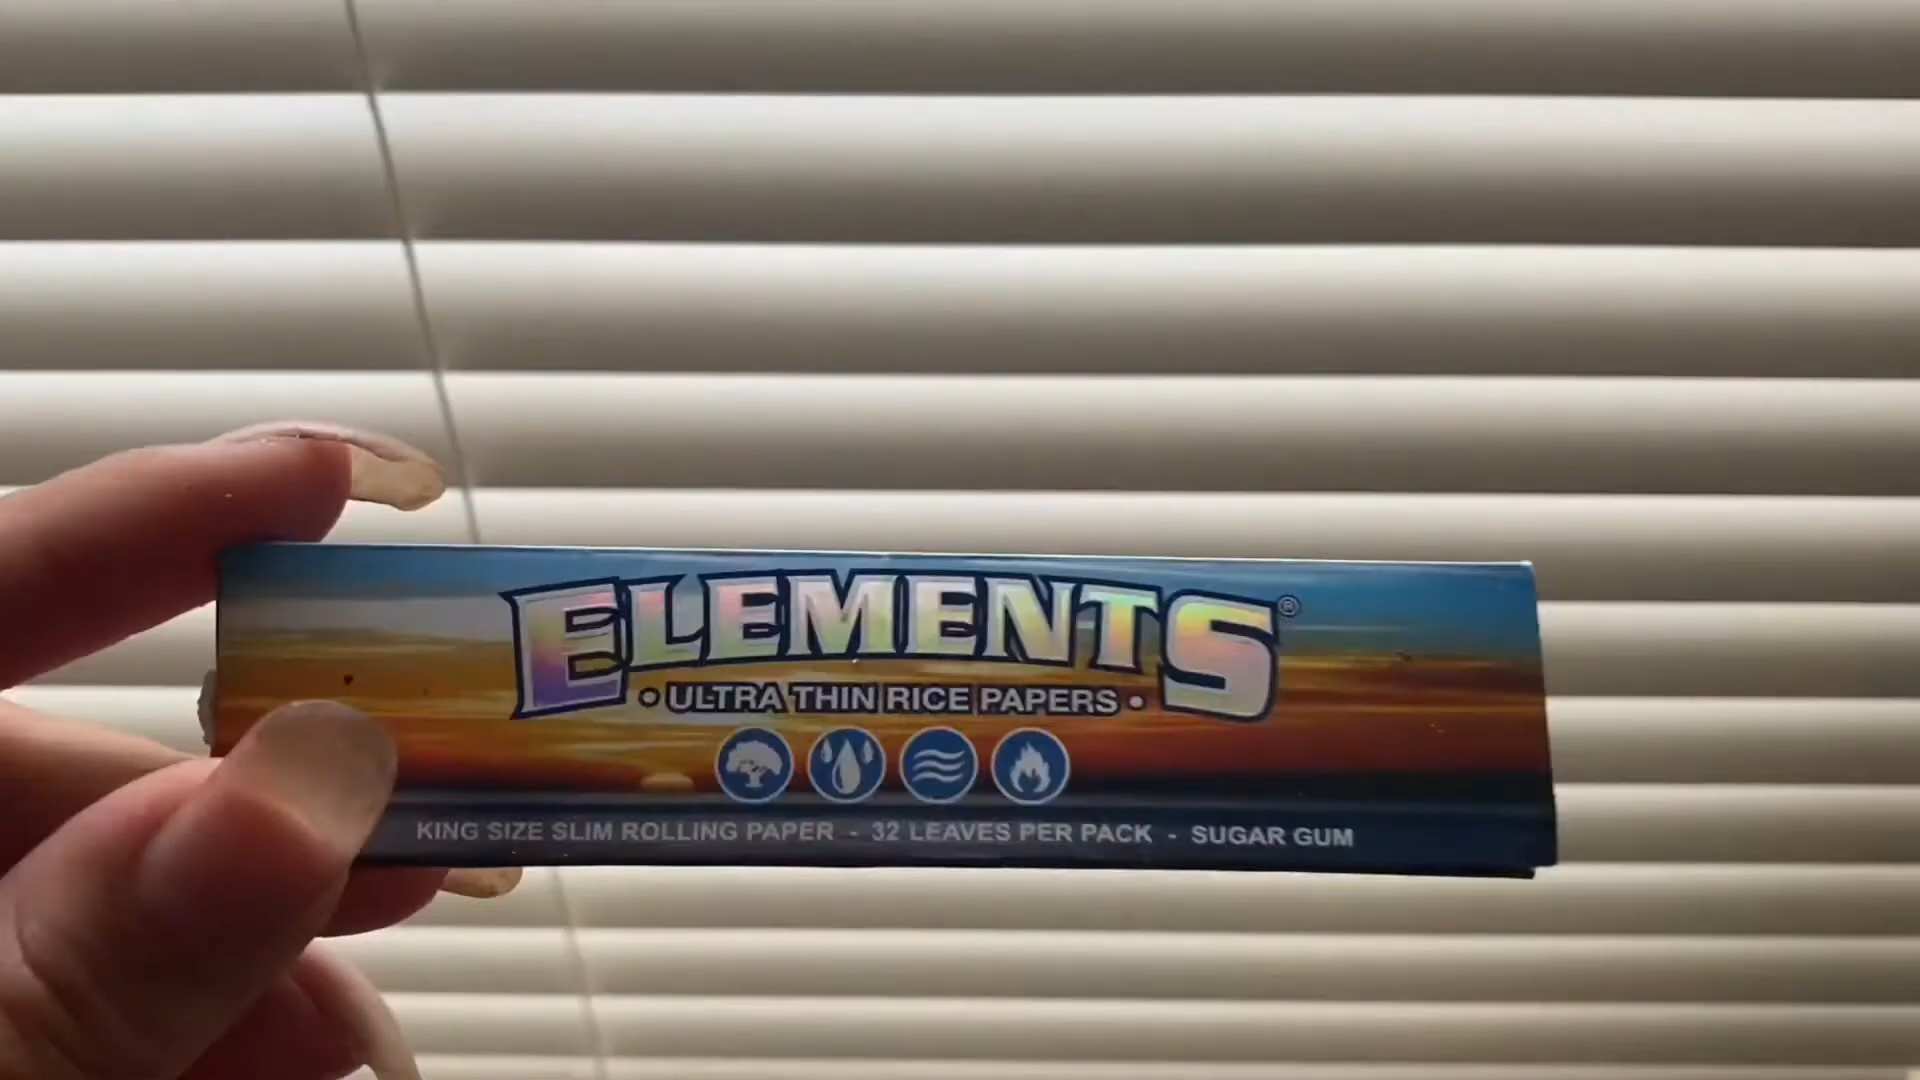 ELEMENTS®
• ULTRA THIN RICE PAPERS •
KING SIZE SLIM ROLLING PAPER - 32 LEAVES PER PACK - SUGAR GUM